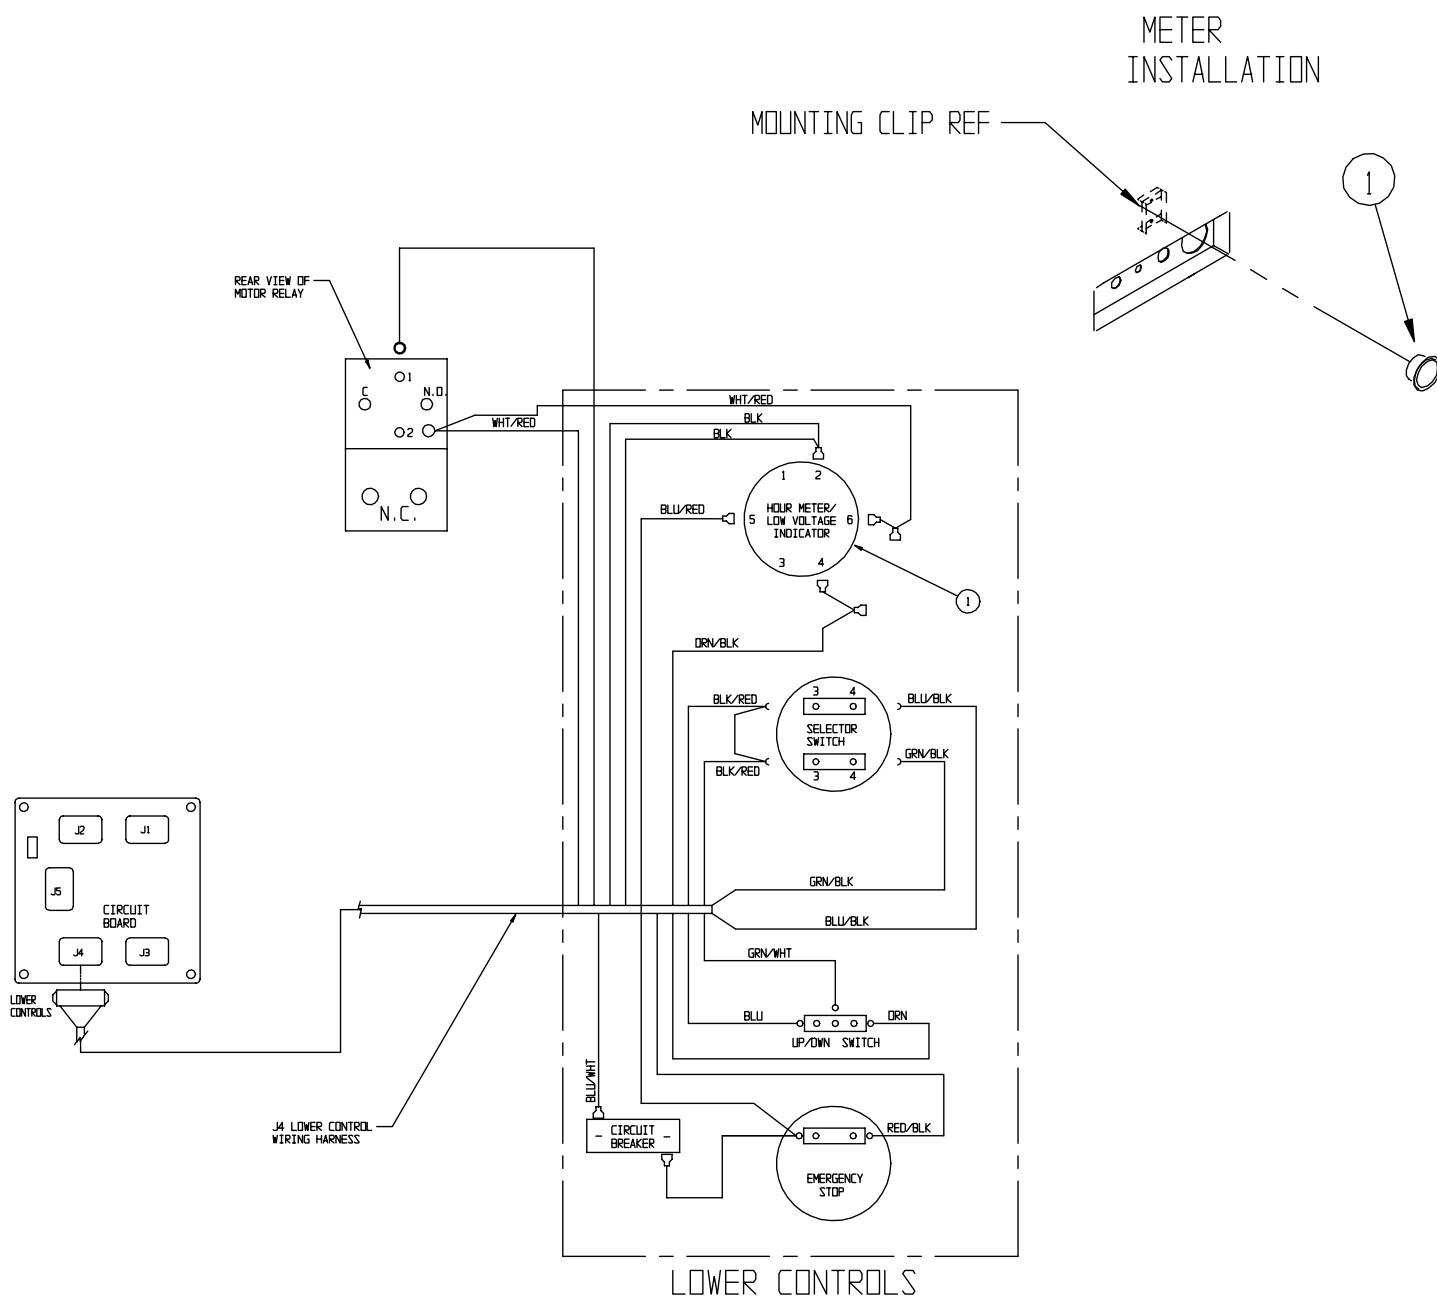 METER
INSTALLATION
MOUNTING CLIP REF
1
REAR VIEW OF
MOTOR RELAY
1
C
N.O.
2
WHT/RED
N.C.
WHT/RED
BLK
BLK
BLU/RED
1 2
5 HOUR METER/ 6
LOW VOLTAGE
INDICATOR
3 4
1
ORN/BLK
BLK/RED
3 4
BLU/BLK
SELECTOR
SWITCH
GRN/BLK
BLK/RED
3 4
J2
J1
J5
CIRCUIT
BOARD
J4
J3
LOWER
CONTROLS
GRN/BLK
BLU/BLK
GRN/WHT
BLU
ORN
UP/DWN SWITCH
BLU/WHT
J4 LOWER CONTROL
WIRING HARNESS
- CIRCUIT -
BREAKER
RED/BLK
EMERGENCY
STOP
LOWER CONTROLS